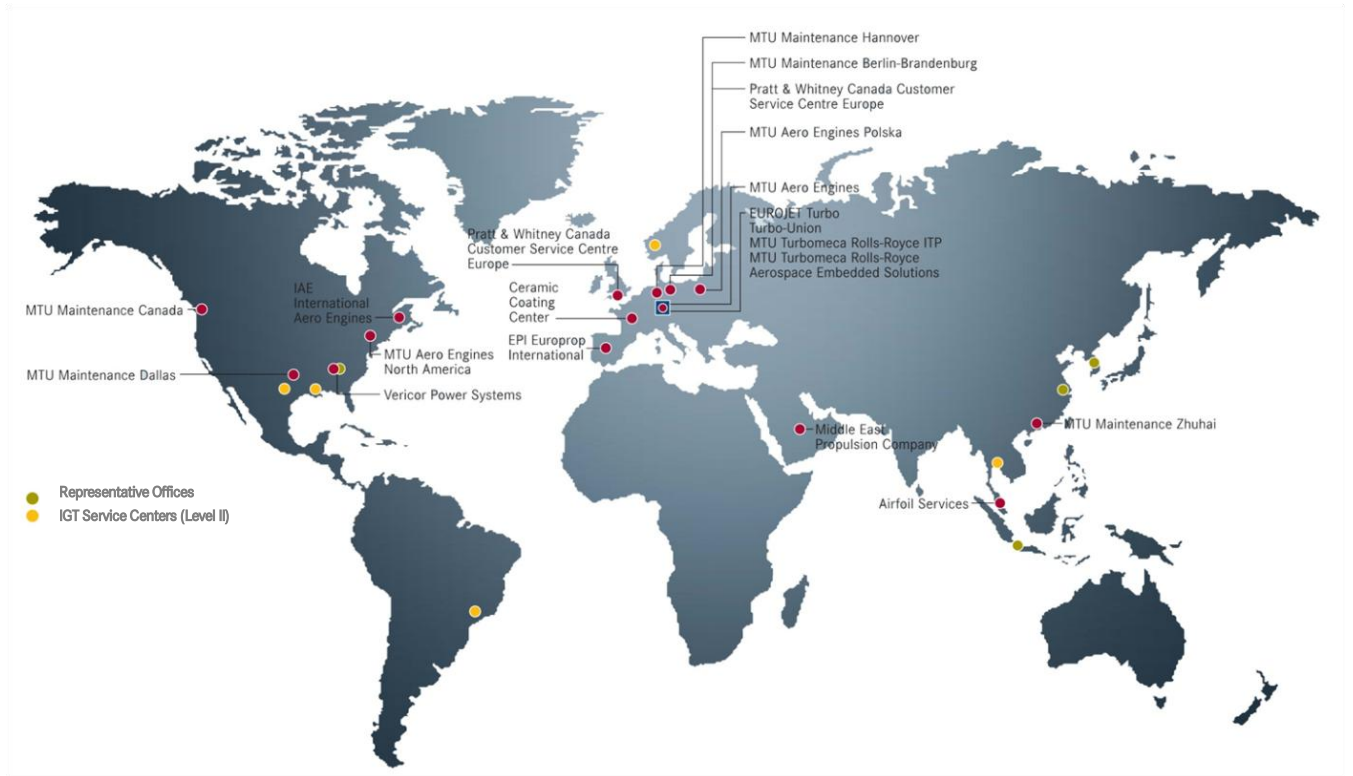 MTU Maintenance Hannover
MTU Maintenance Berlin-Brandenburg
Pratt & Whitney Canada Customer
Service Centre Europe
MTU Aero Engines Polska
MTU Aero Engines
EUROJET Turbo
Turbo-Union
MTU Turbomeca Rolls-Royce ITP
MTU Turbomeca Rolls-Royce
Aerospace Embedded Solutions
Pratt & Whitney Canada
Customer Service Centre
Europe
Ceramic
Coating
Center
EPI Europrop
International
IAE
International
Aero Engines
MTU Maintenance Canada
MTU Aero Engines
North America
MTU Maintenance Dallas
Vericor Power Systems
Middle East
Propulsion Company
MTU Maintenance Zhuhai
Airfoil Services
Representative Offices
IGT Service Centers (Level II)